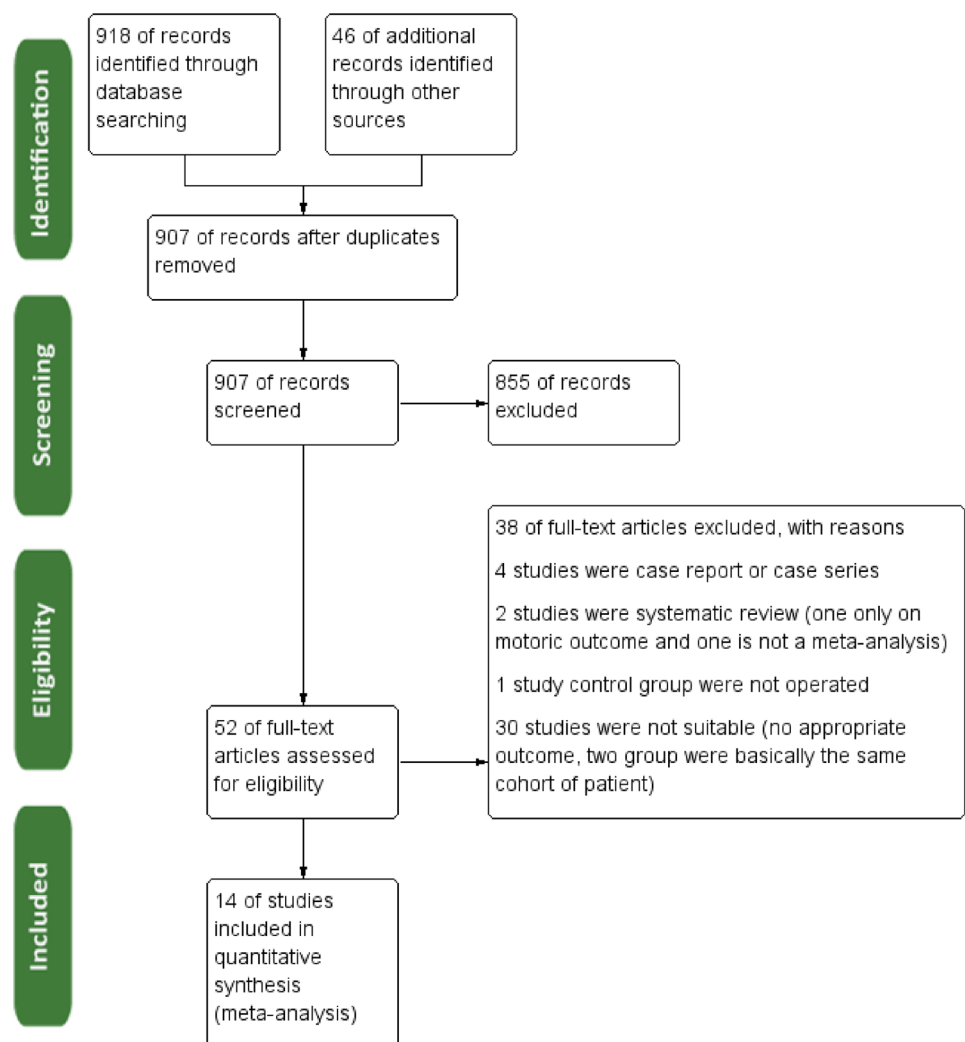 Identification
918 of records
identified through
database
searching
46 of additional
records identified
through other
sources
907 of records after duplicates
removed
Screening
907 of records
screened
855 of records
excluded
Eligibility
52 of full-text
articles assessed
for eligibility
38 of full-text articles excluded, with reasons
4 studies were case report or case series
2 studies were systematic review (one only on
motoric outcome and one is not a meta-analysis)
1 study control group were not operated
30 studies were not suitable (no appropriate
outcome, two group were basically the same
cohort of patient)
Included
14 of studies
included in
quantitative
synthesis
(meta-analysis)